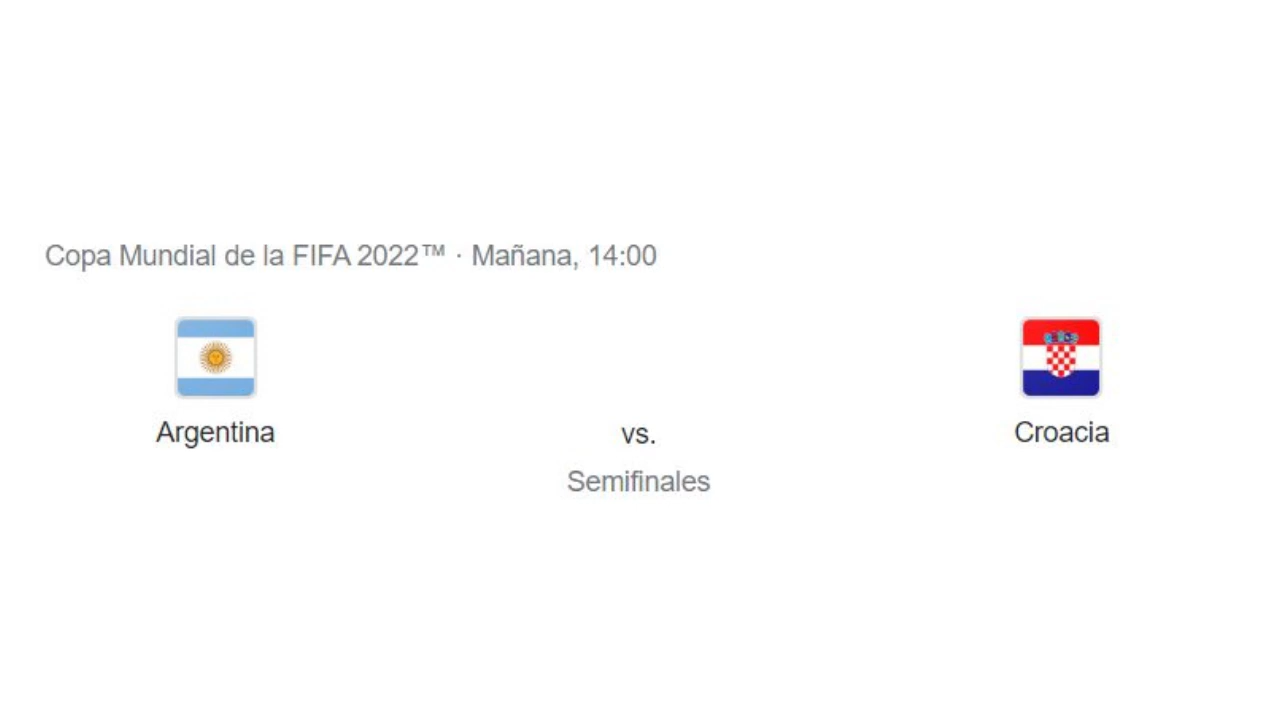 Copa Mundial de la FIFA 2022™ · Mañana, 14:00
Argentina
vs.
Croacia
Semifinales